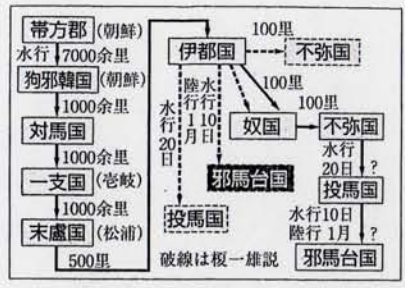 帯方郡(朝鮮)
水行 7000余里
狗邪韓国(朝鮮)
1000余里
対馬国
1000余里
一支国(壱岐)
1000余里
末盧国(松浦)
500里
伊都国
100里
不弥国
水行20日
投馬国
水行10日
陸行1月
邪馬台国
100里
奴国
100里
不弥国
水行
20日 ?
投馬国
水行10日
陸行1月 ?
邪馬台国
破線は榎一雄説